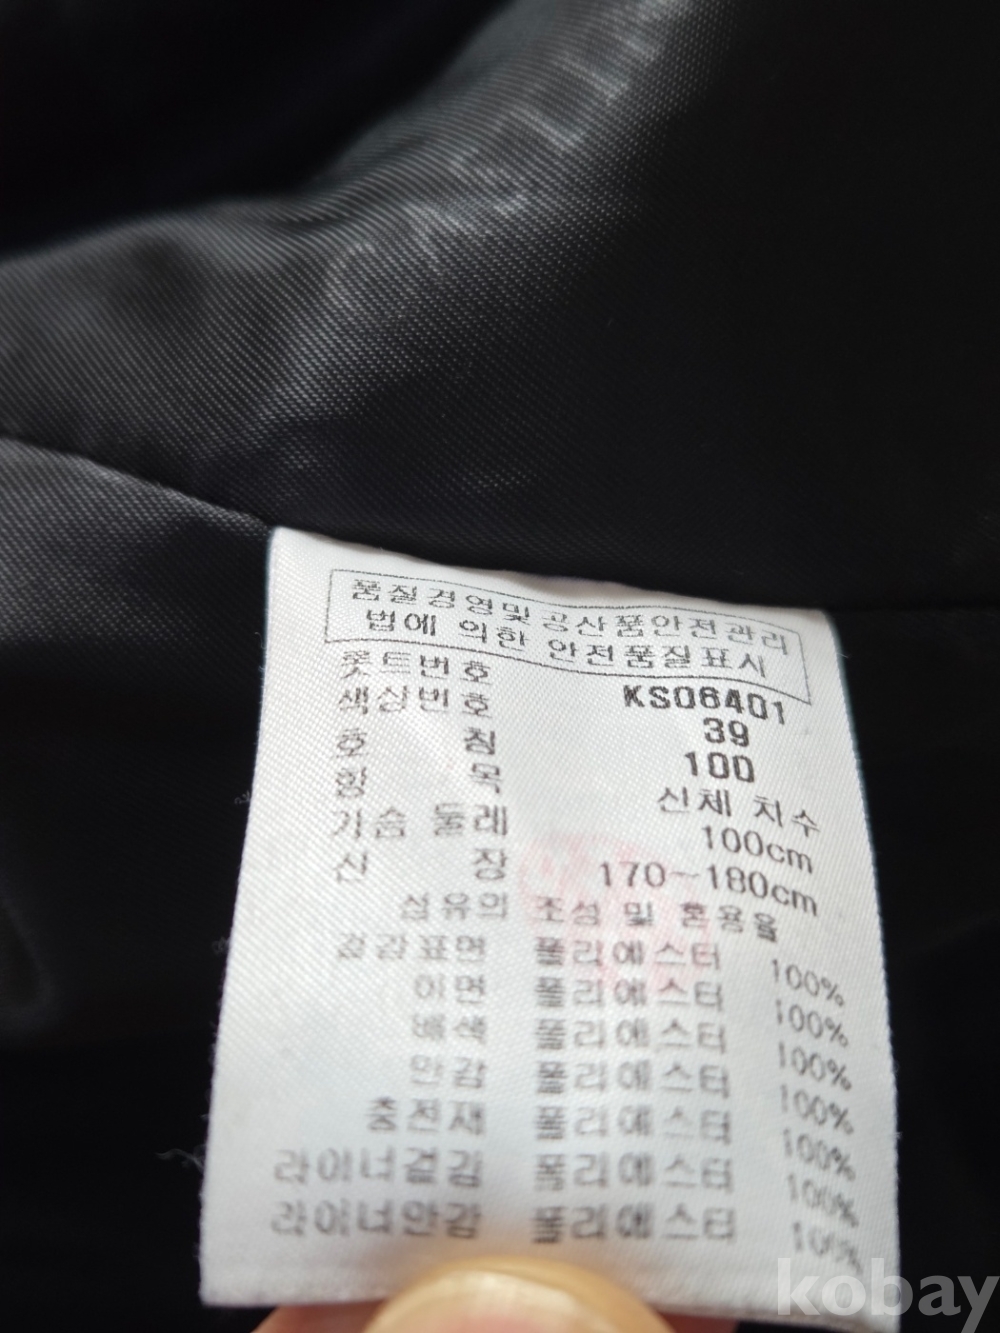 품질경영및 공산품안전관리
법에 의한 안전품질표시
롯트번호 KS06401
색상번호 39
호칭 100
항목 신체 치수
가슴 둘레 100cm
신장 170~180cm
섬유의 조성 및 혼용율
겉감표면 폴리에스터 100%
이면 폴리에스터 100%
배색 폴리에스터 100%
안감 폴리에스터 100%
충전재 폴리에스터 100%
라이너겉감 폴리에스터 100%
라이너안감 폴리에스터 100%
kobay